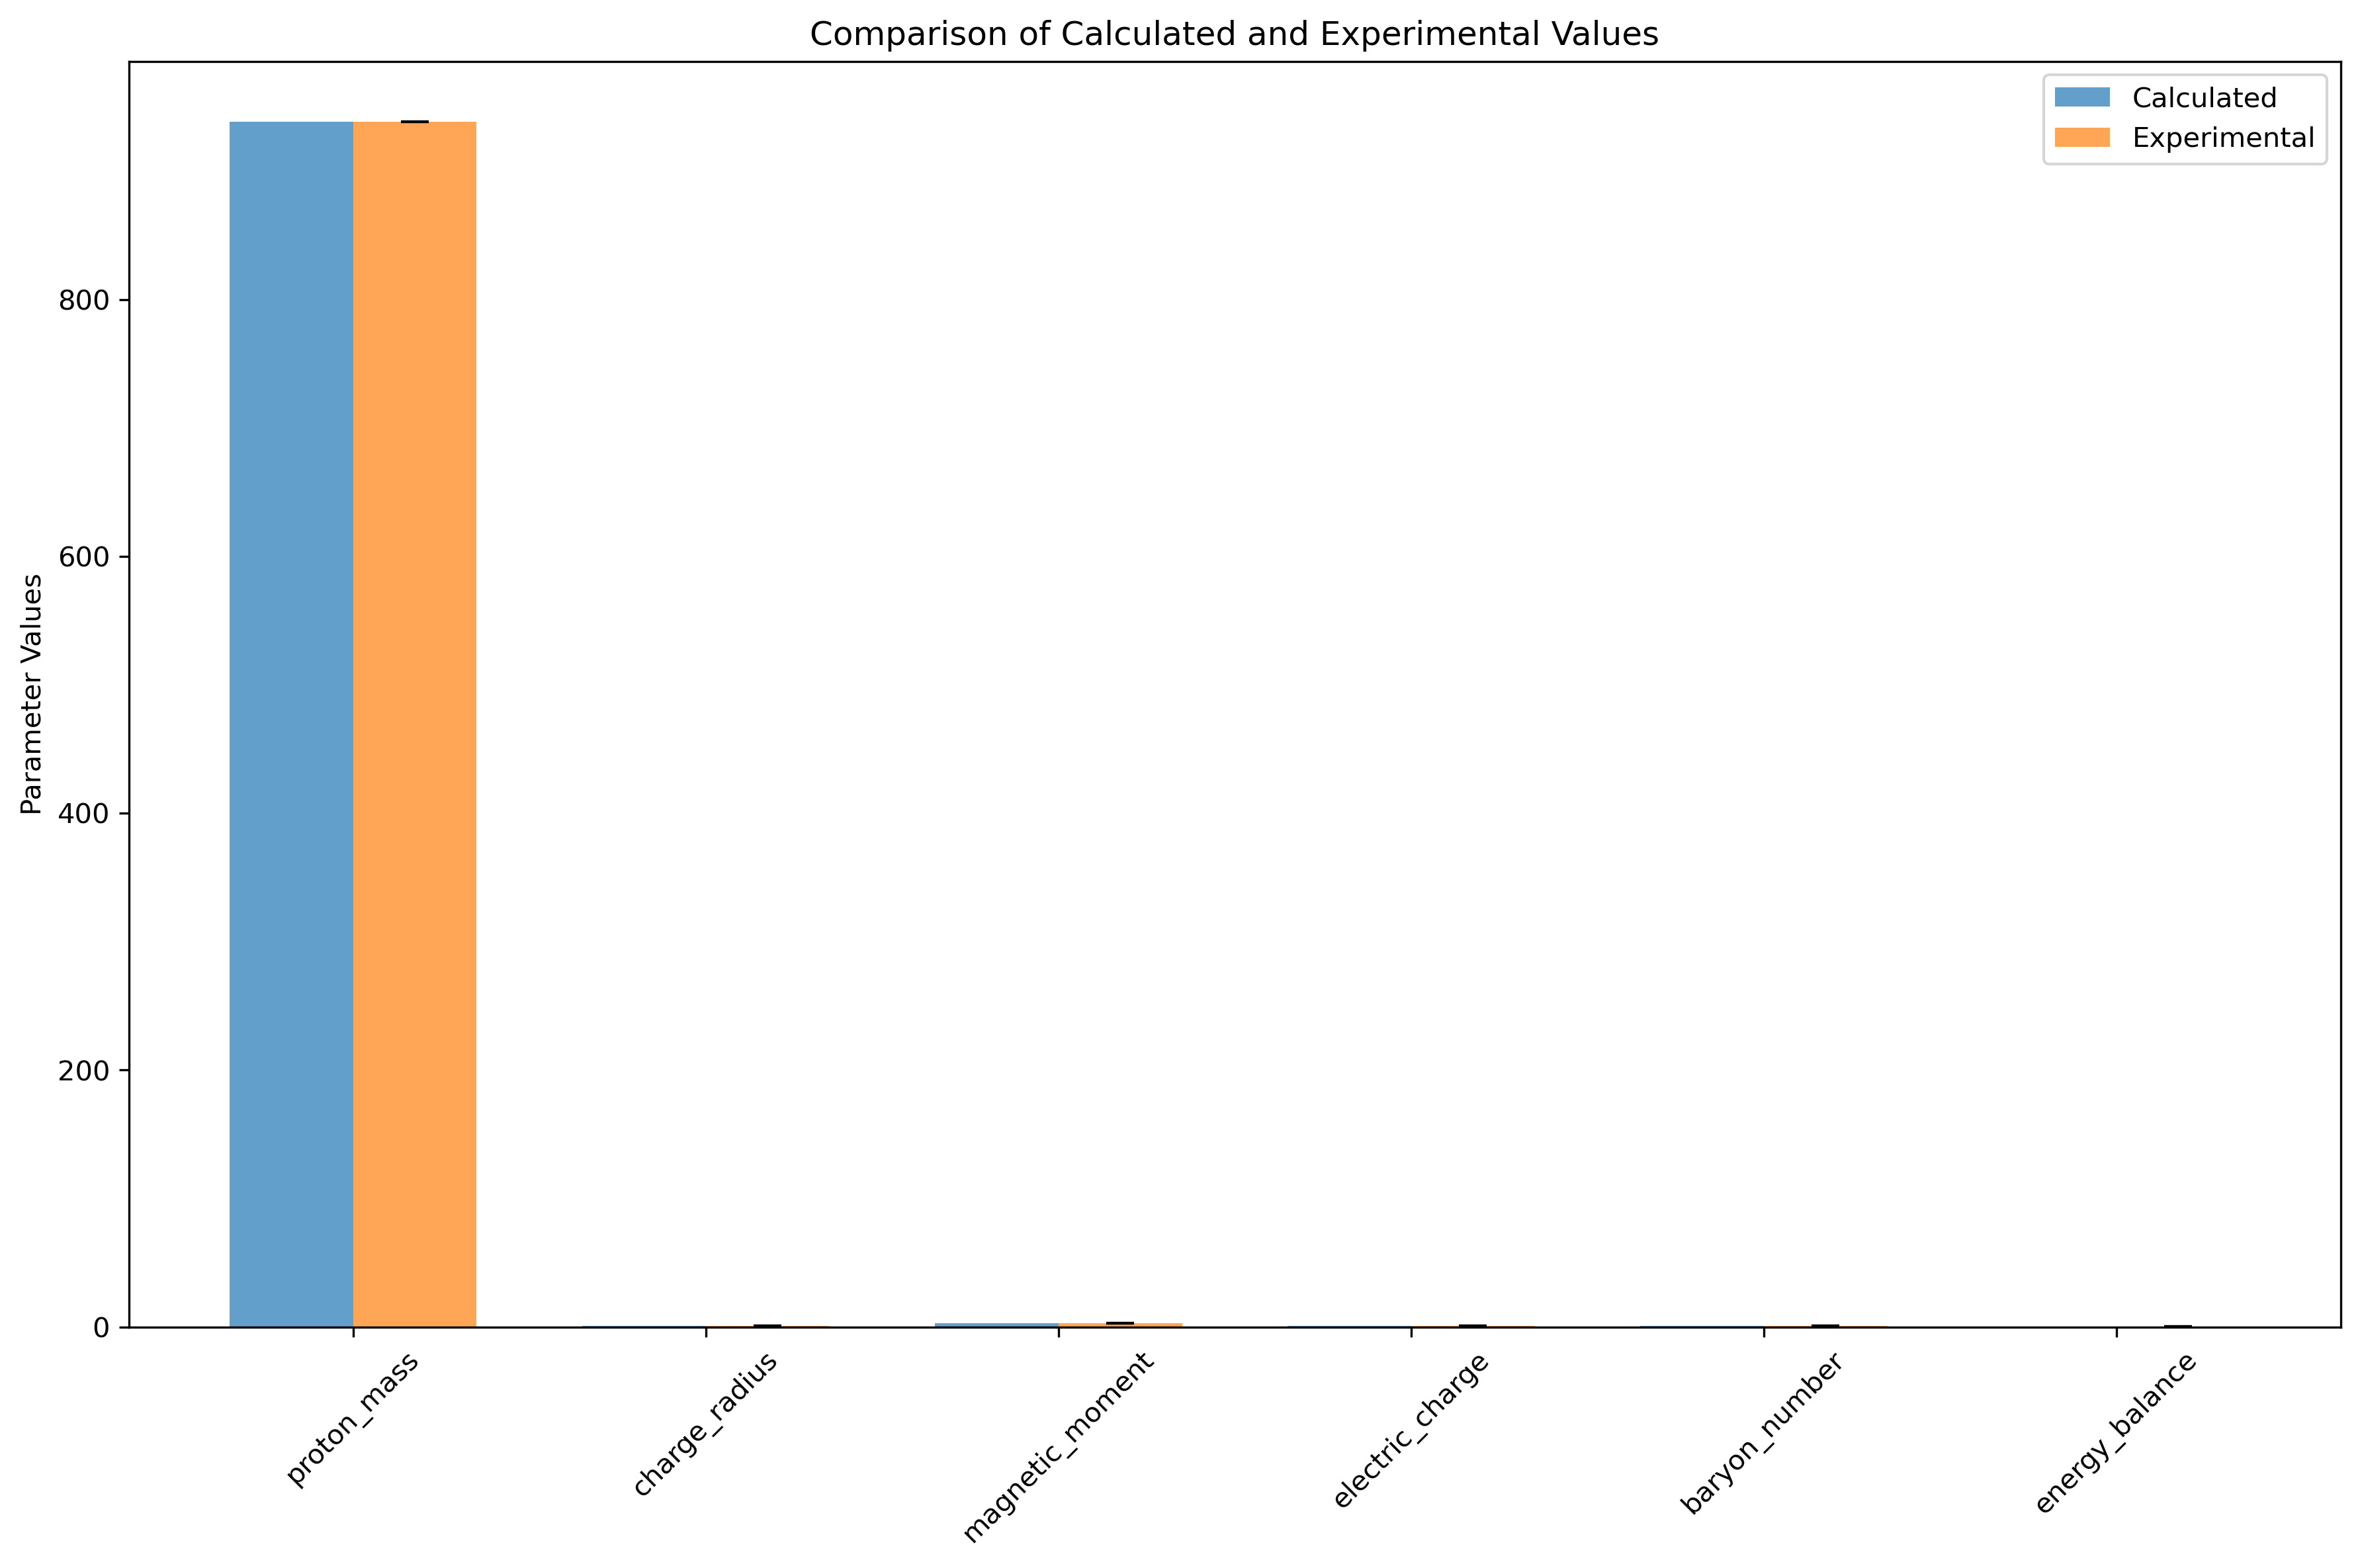 Comparison of Calculated and Experimental Values
Calculated
Experimental
Parameter Values
800
600
400
200
0
proton_mass
charge_radius
magnetic_moment
electric_charge
baryon_number
energy_balance